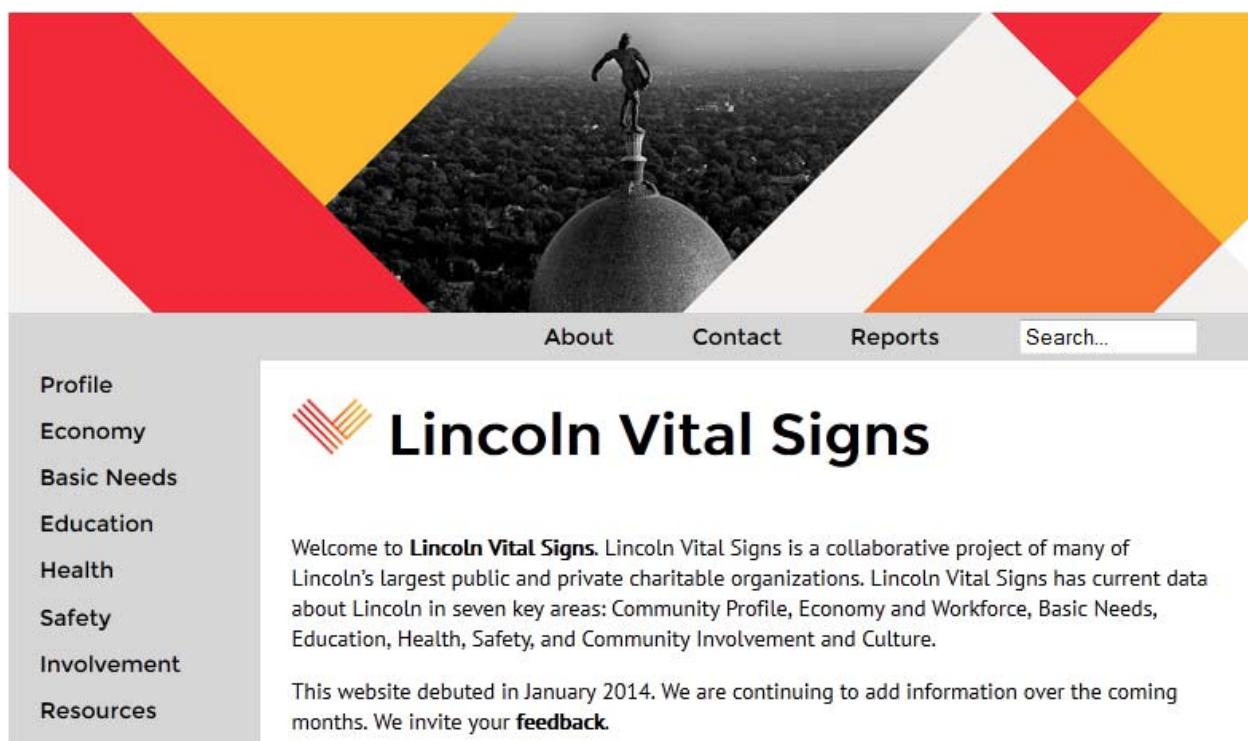 About Contact Reports Search...
Profile
Economy
Basic Needs
Education
Health
Safety
Involvement
Resources
Lincoln Vital Signs
Welcome to Lincoln Vital Signs. Lincoln Vital Signs is a collaborative project of many of
Lincoln's largest public and private charitable organizations. Lincoln Vital Signs has current data
about Lincoln in seven key areas: Community Profile, Economy and Workforce, Basic Needs,
Education, Health, Safety, and Community Involvement and Culture.
This website debuted in January 2014. We are continuing to add information over the coming
months. We invite your feedback.